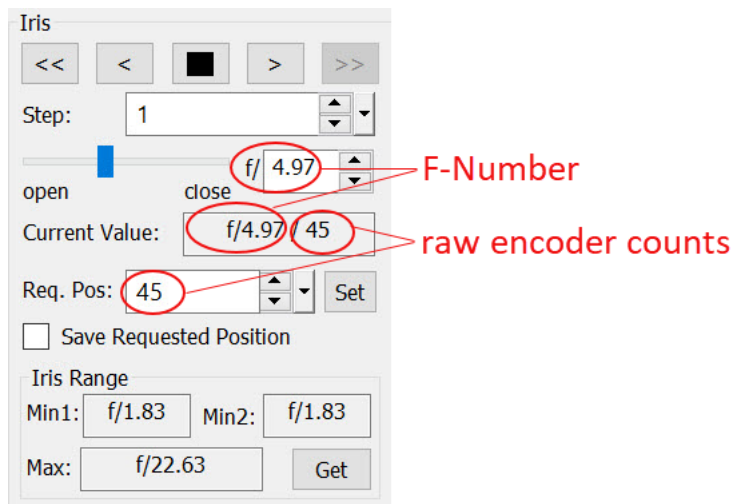 Iris
<< < > >>
Step: 1
f/ 4.97
F-Number
open close
Current Value: f/4.97 / 45
raw encoder counts
Req. Pos: 45 Set
Save Requested Position
Iris Range
Min1: f/1.83 Min2: f/1.83
Max: f/22.63 Get